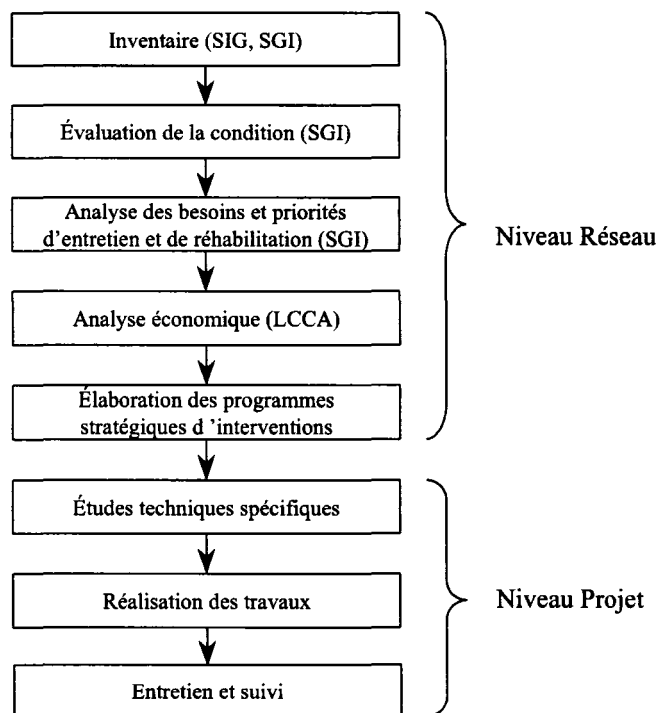 Inventaire (SIG, SGI)
Évaluation de la condition (SGI)
Analyse des besoins et priorités
d'entretien et de réhabilitation (SGI)
Niveau Réseau
Analyse économique (LCCA)
Élaboration des programmes
stratégiques d 'interventions
Études techniques spécifiques
Réalisation des travaux
Niveau Projet
Entretien et suivi